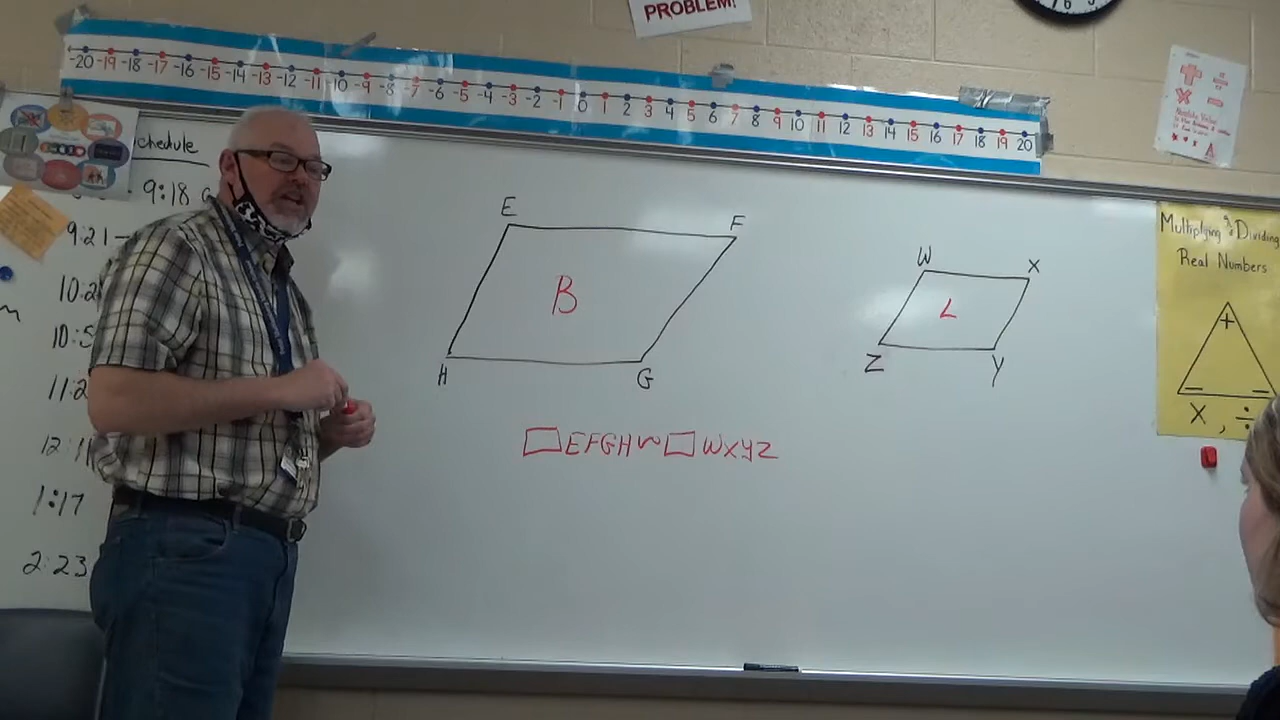 PROBLEM!
-20 -19 -18 -17 -16 -15 -14 -13 -12 -11 -10 -9 -8 -7 -6 -5 -4 -3 -2 -1 0 1 2 3 4 5 6 7 8 9 10 11 12 13 14 15 16 17 18 19 20
chedule
9:18
9:21-
10:2
10:5
11:2
12:11
1:17
2:23
E F
B
H G
W X
L
Z Y
□EFGH~□WXYZ
Multiplying & Dividing
Real Numbers
+
− −
X , ÷